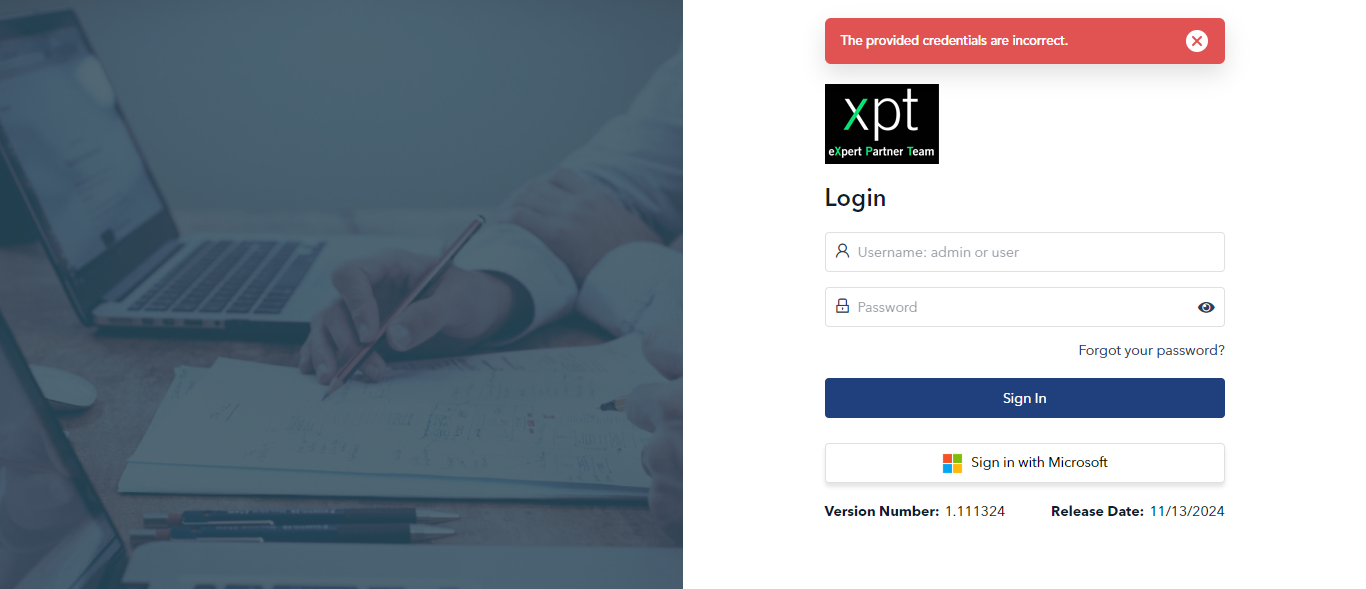 The provided credentials are incorrect.
xpt
eXpert Partner Team
Login
Username: admin or user
Password
Forgot your password?
Sign In
Sign in with Microsoft
Version Number: 1.111324 Release Date: 11/13/2024